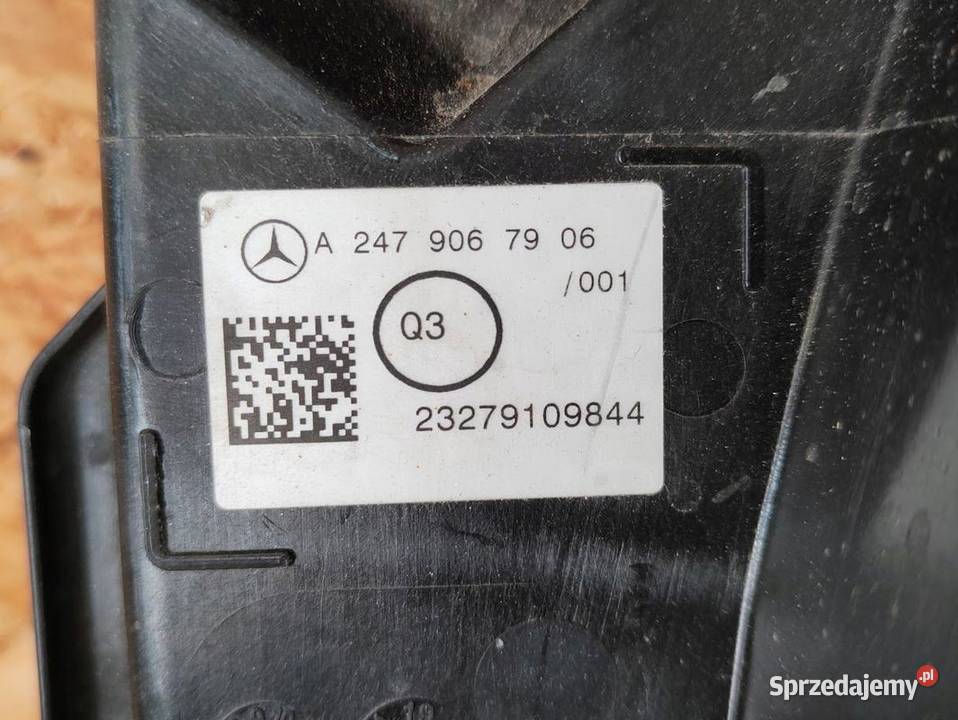 A 247 906 79 06
/001
Q3
23279109844
Sprzedajemy.pl